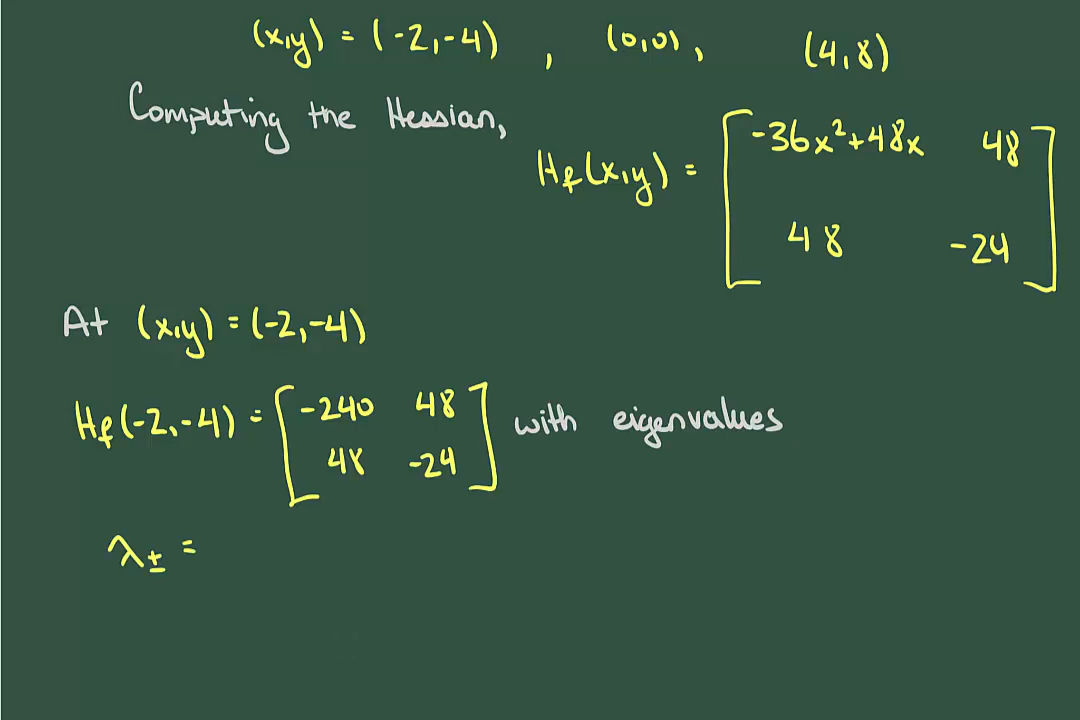 (x,y) = (-2,-4) , (0,0), (4,8)
Computing the Hessian,
Hf(x,y) = [ -36x²+48x 48
48 -24 ]
At (x,y) = (-2,-4)
Hf(-2,-4) = [ -240 48
48 -24 ] with eigenvalues
λ± =